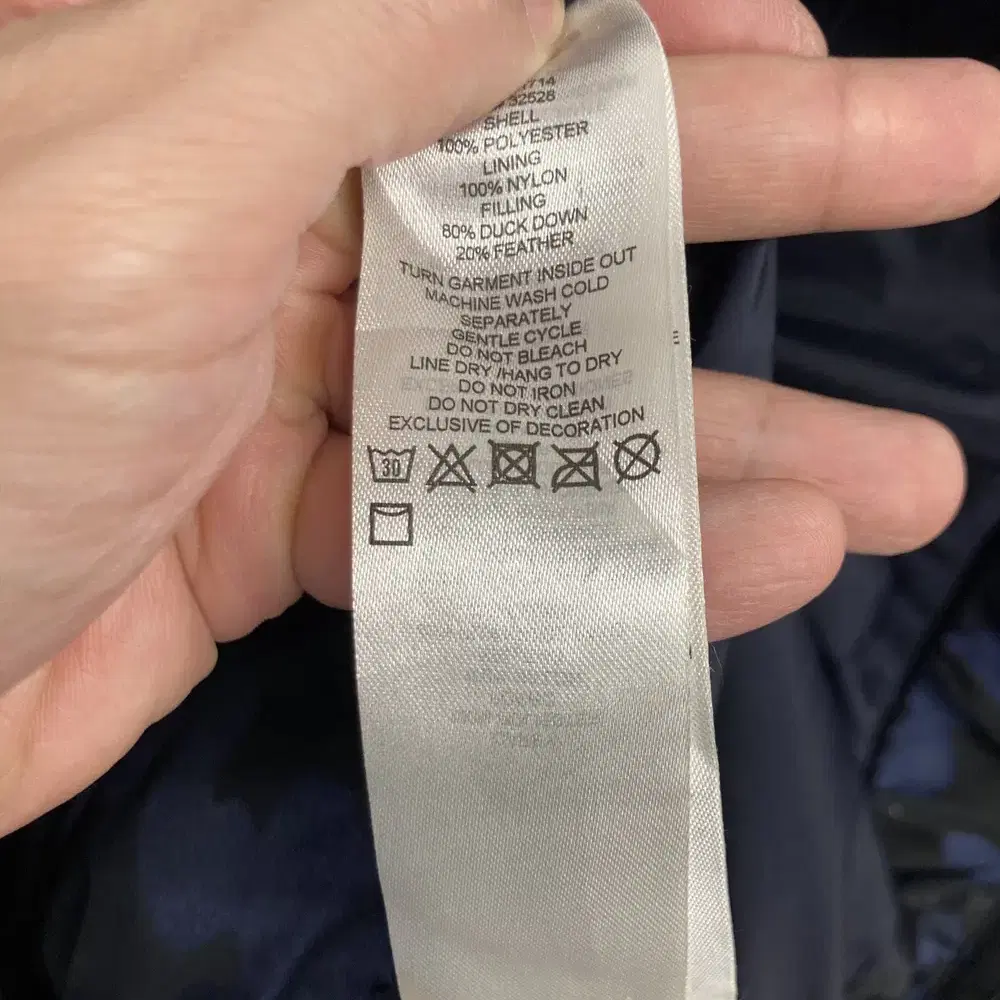 714
32528
SHELL
100% POLYESTER
LINING
100% NYLON
FILLING
80% DUCK DOWN
20% FEATHER
TURN GARMENT INSIDE OUT
MACHINE WASH COLD
SEPARATELY
GENTLE CYCLE
DO NOT BLEACH
LINE DRY /HANG TO DRY
DO NOT IRON
DO NOT DRY CLEAN
EXCLUSIVE OF DECORATION
30
E